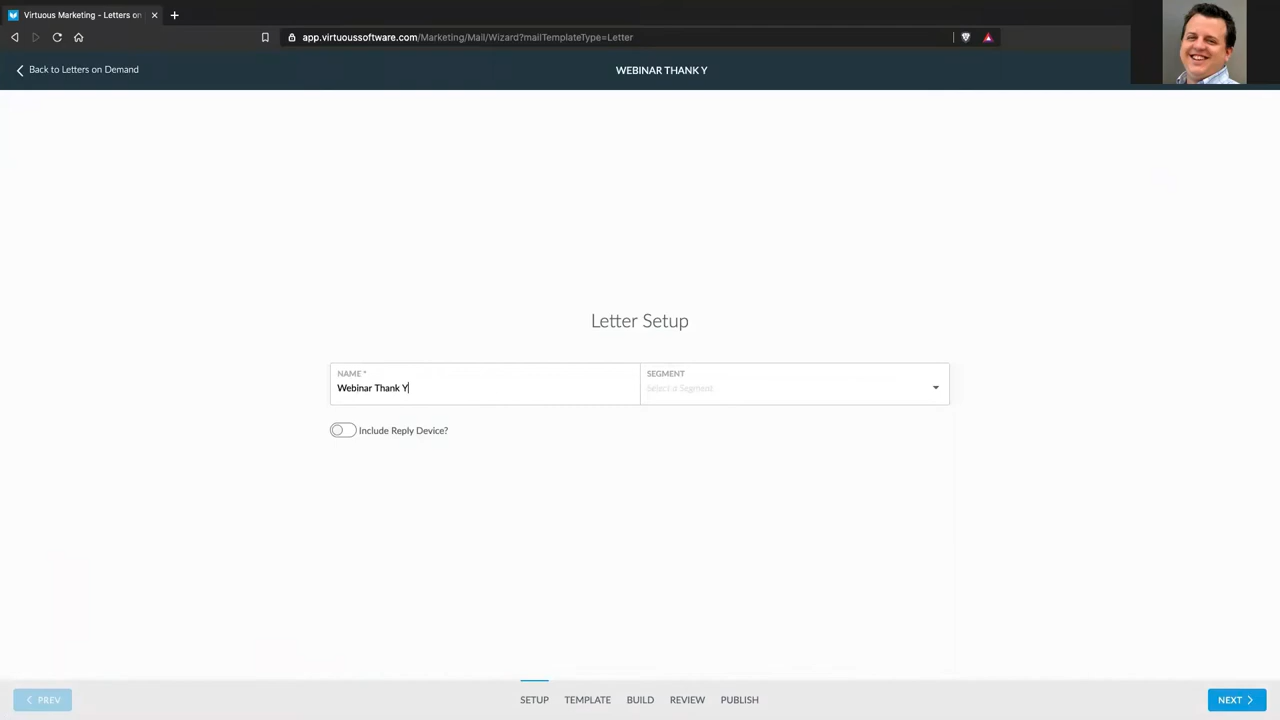 Virtuous Marketing - Letters on
app.virtuoussoftware.com/Marketing/Mail/Wizard?mailTemplateType=Letter
Back to Letters on Demand
WEBINAR THANK Y
Letter Setup
NAME *
Webinar Thank Y
SEGMENT
Select a Segment
Include Reply Device?
PREV
SETUP
TEMPLATE
BUILD
REVIEW
PUBLISH
NEXT